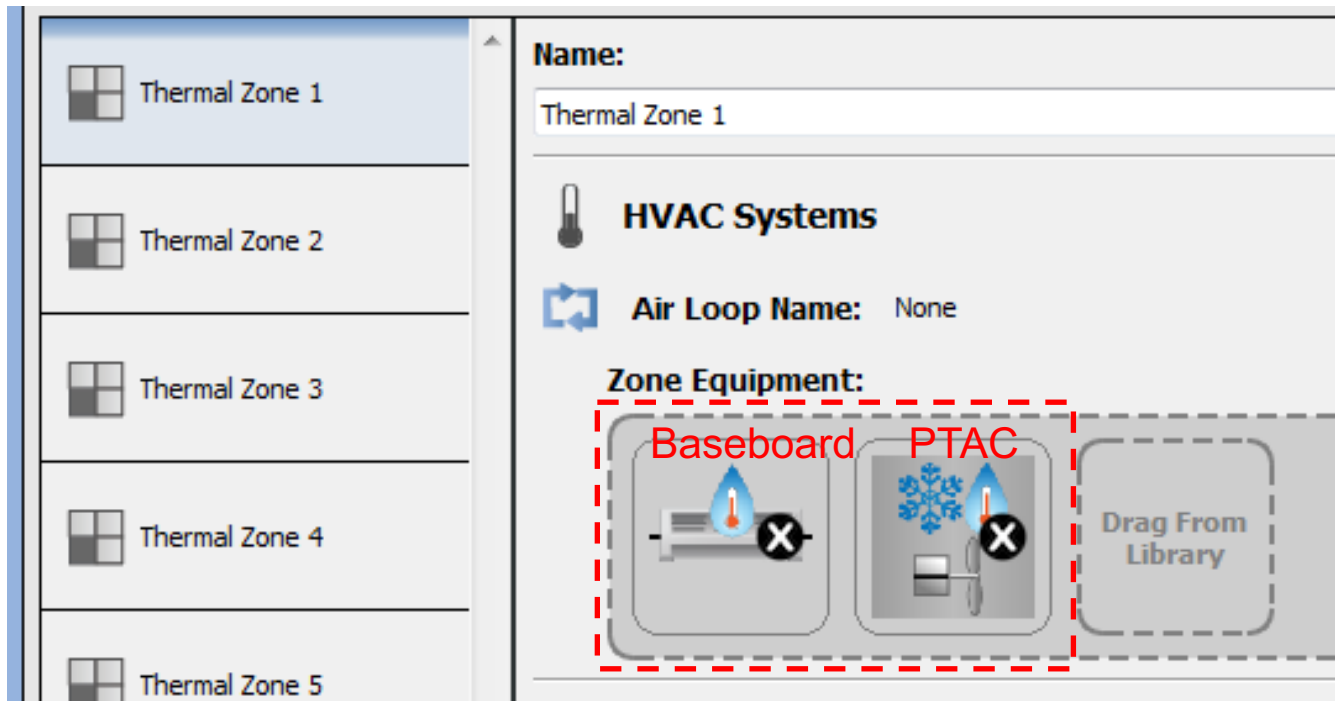 Thermal Zone 1
Thermal Zone 2
Thermal Zone 3
Thermal Zone 4
Thermal Zone 5
Name:
Thermal Zone 1
HVAC Systems
Air Loop Name: None
Zone Equipment:
Baseboard PTAC
Drag From
Library